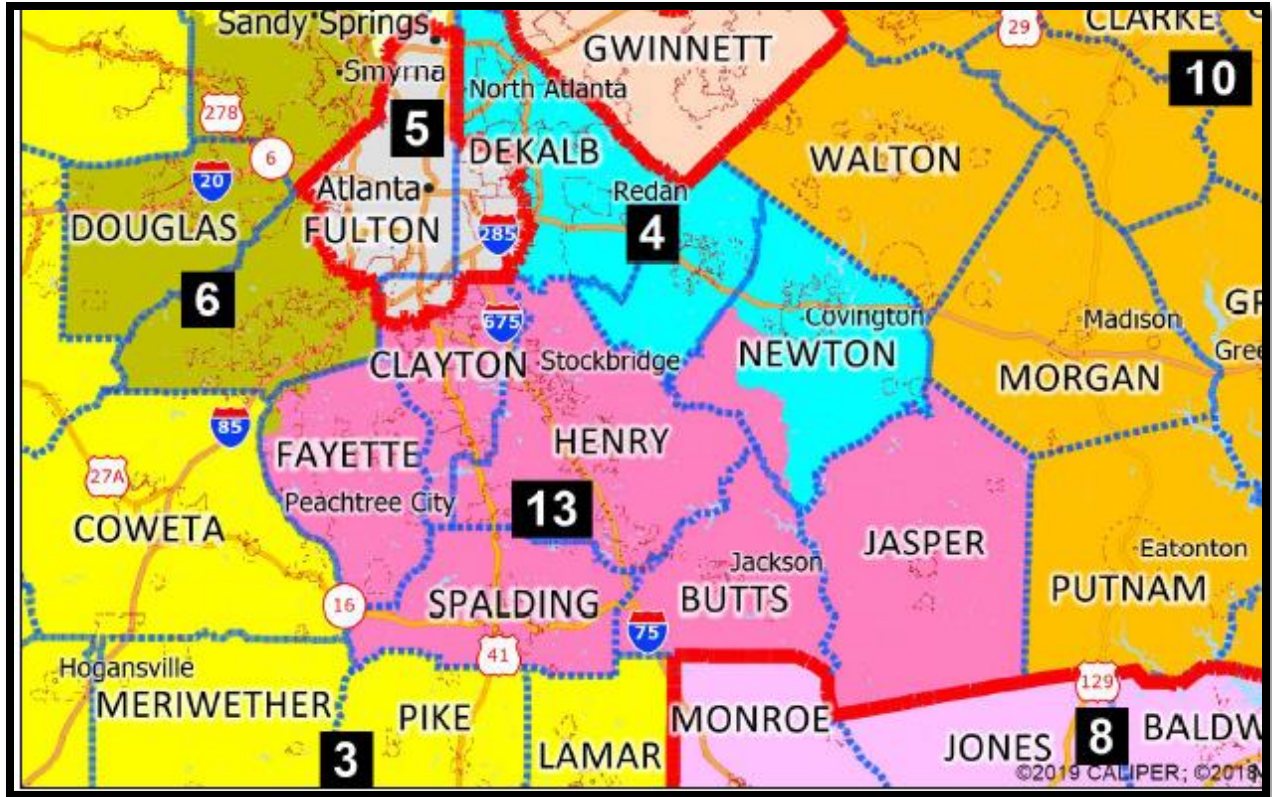 Sandy Springs
CLARKE
29
GWINNETT
Smyrna
10
North Atlanta
278
5
DEKALB
WALTON
6
20
Atlanta
Redan
DOUGLAS
FULTON
285
4
6
675
Covington
Madison
CLAYTON
Stockbridge
NEWTON
MORGAN
85
HENRY
FAYETTE
27A
Peachtree City
13
COWETA
JASPER
Eatonton
Jackson
PUTNAM
16
SPALDING
BUTTS
75
41
Hogansville
129
MERIWETHER
PIKE
MONROE
8
BALDW
3
LAMAR
JONES
©2019 CALIPER; ©2018